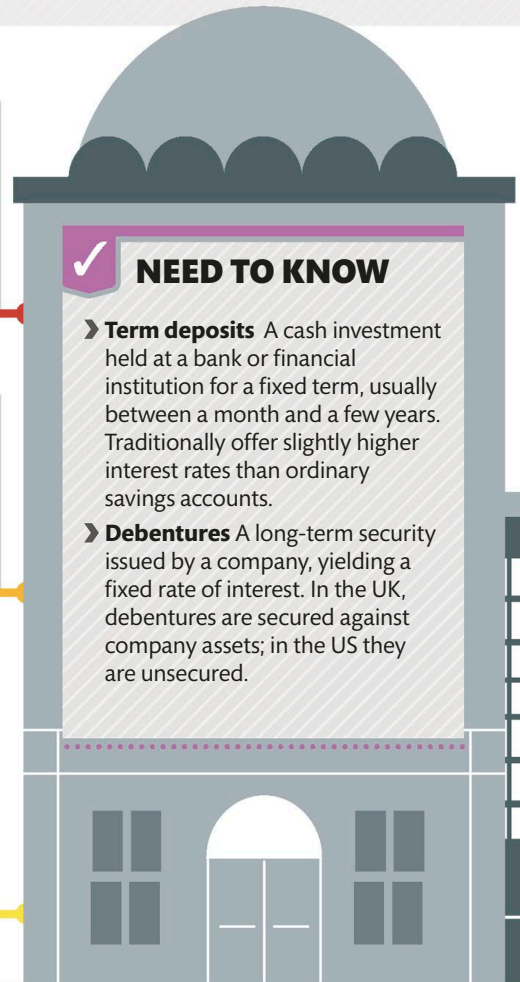 NEED TO KNOW
❯ Term deposits A cash investment
held at a bank or financial
institution for a fixed term, usually
between a month and a few years.
Traditionally offer slightly higher
interest rates than ordinary
savings accounts.
❯ Debentures A long-term security
issued by a company, yielding a
fixed rate of interest. In the UK,
debentures are secured against
company assets; in the US they
are unsecured.